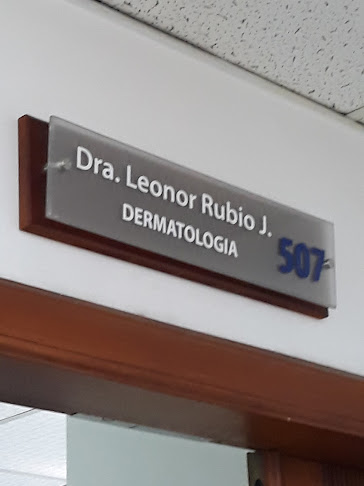 Dra. Leonor Rubio J.
DERMATOLOGIA
507